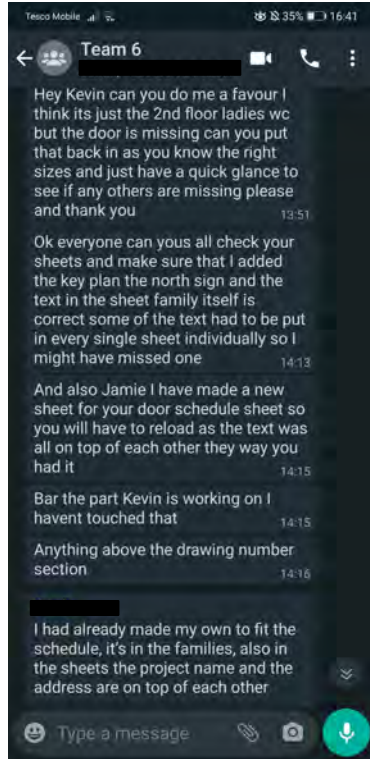 Tesco Mobile 35% 16:41
Team 6
Hey Kevin can you do me a favour I
think its just the 2nd floor ladies wc
but the door is missing can you put
that back in as you know the right
sizes and just have a quick glance to
see if any others are missing please
and thank you 13:51
Ok everyone can yous all check your
sheets and make sure that I added
the key plan the north sign and the
text in the sheet family itself is
correct some of the text had to be put
in every single sheet individually so I
might have missed one 14:13
And also Jamie I have made a new
sheet for your door schedule sheet so
you will have to reload as the text was
all on top of each other they way you
had it 14:15
Bar the part Kevin is working on I
havent touched that 14:15
Anything above the drawing number
section 14:16
I had already made my own to fit the
schedule, it's in the families, also in
the sheets the project name and the
address are on top of each other
Type a message